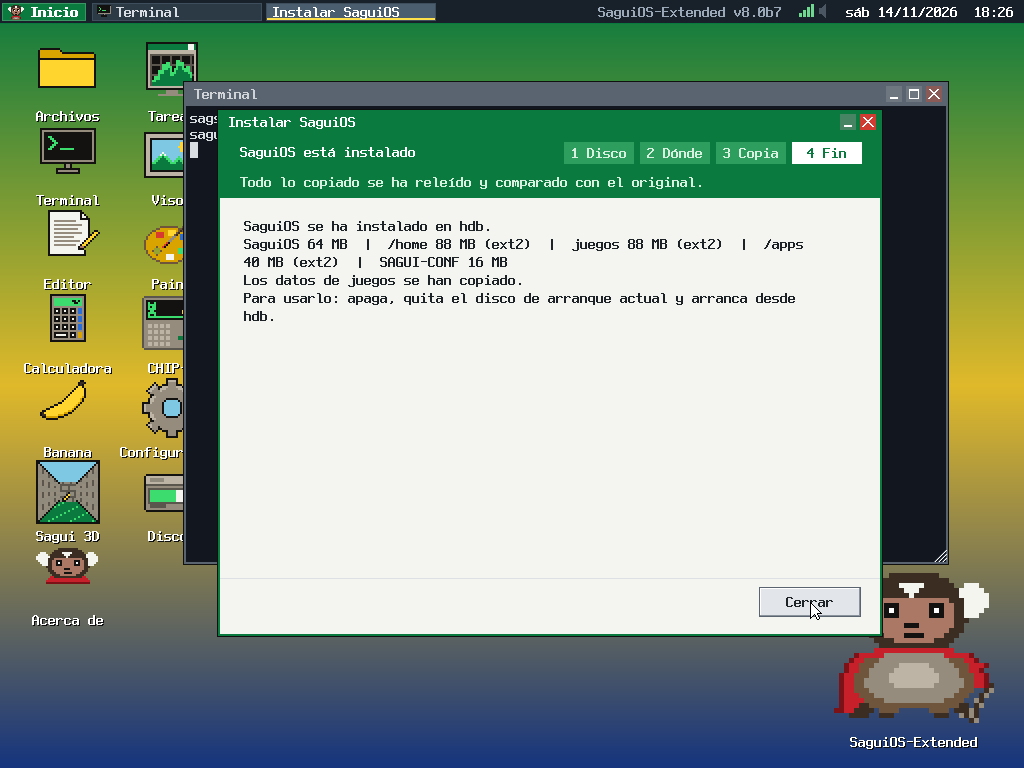 Inicio
Terminal
Instalar SaguiOS
SaguiOS-Extended v8.0b7
sáb 14/11/2026
18:26
Archivos
Terminal
Editor
Calculadora
CHIP
Banana
Sagui 3D
Acerca de
Terminal
Instalar SaguiOS
SaguiOS está instalado
1 Disco
2 Dónde
3 Copia
4 Fin
Todo lo copiado se ha releído y comparado con el original.
SaguiOS se ha instalado en hdb.
SaguiOS 64 MB | /home 88 MB (ext2) | juegos 88 MB (ext2) | /apps
40 MB (ext2) | SAGUI-CONF 16 MB
Los datos de juegos se han copiado.
Para usarlo: apaga, quita el disco de arranque actual y arranca desde
hdb.
Cerrar
SaguiOS-Extended